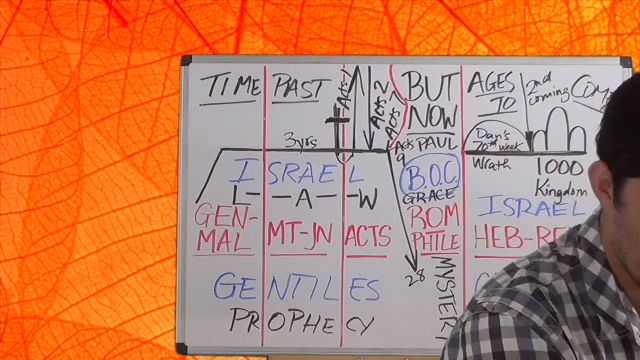 TIME PAST
Acts 1
Acts 2
Acts 7
BUT
NOW
PAUL
AGES
TO
2nd
coming
3yrs
Acts
9
Dan's
70th week
Wrath
1000
Kingdom
ISRAEL
L - A - W
B.O.C.
GRACE
ISRAEL
GEN-
MAL
MT-JN
ACTS
ROM
PHILE
HEB-RE
28
MYSTERY
GENTILES
PROPHECY